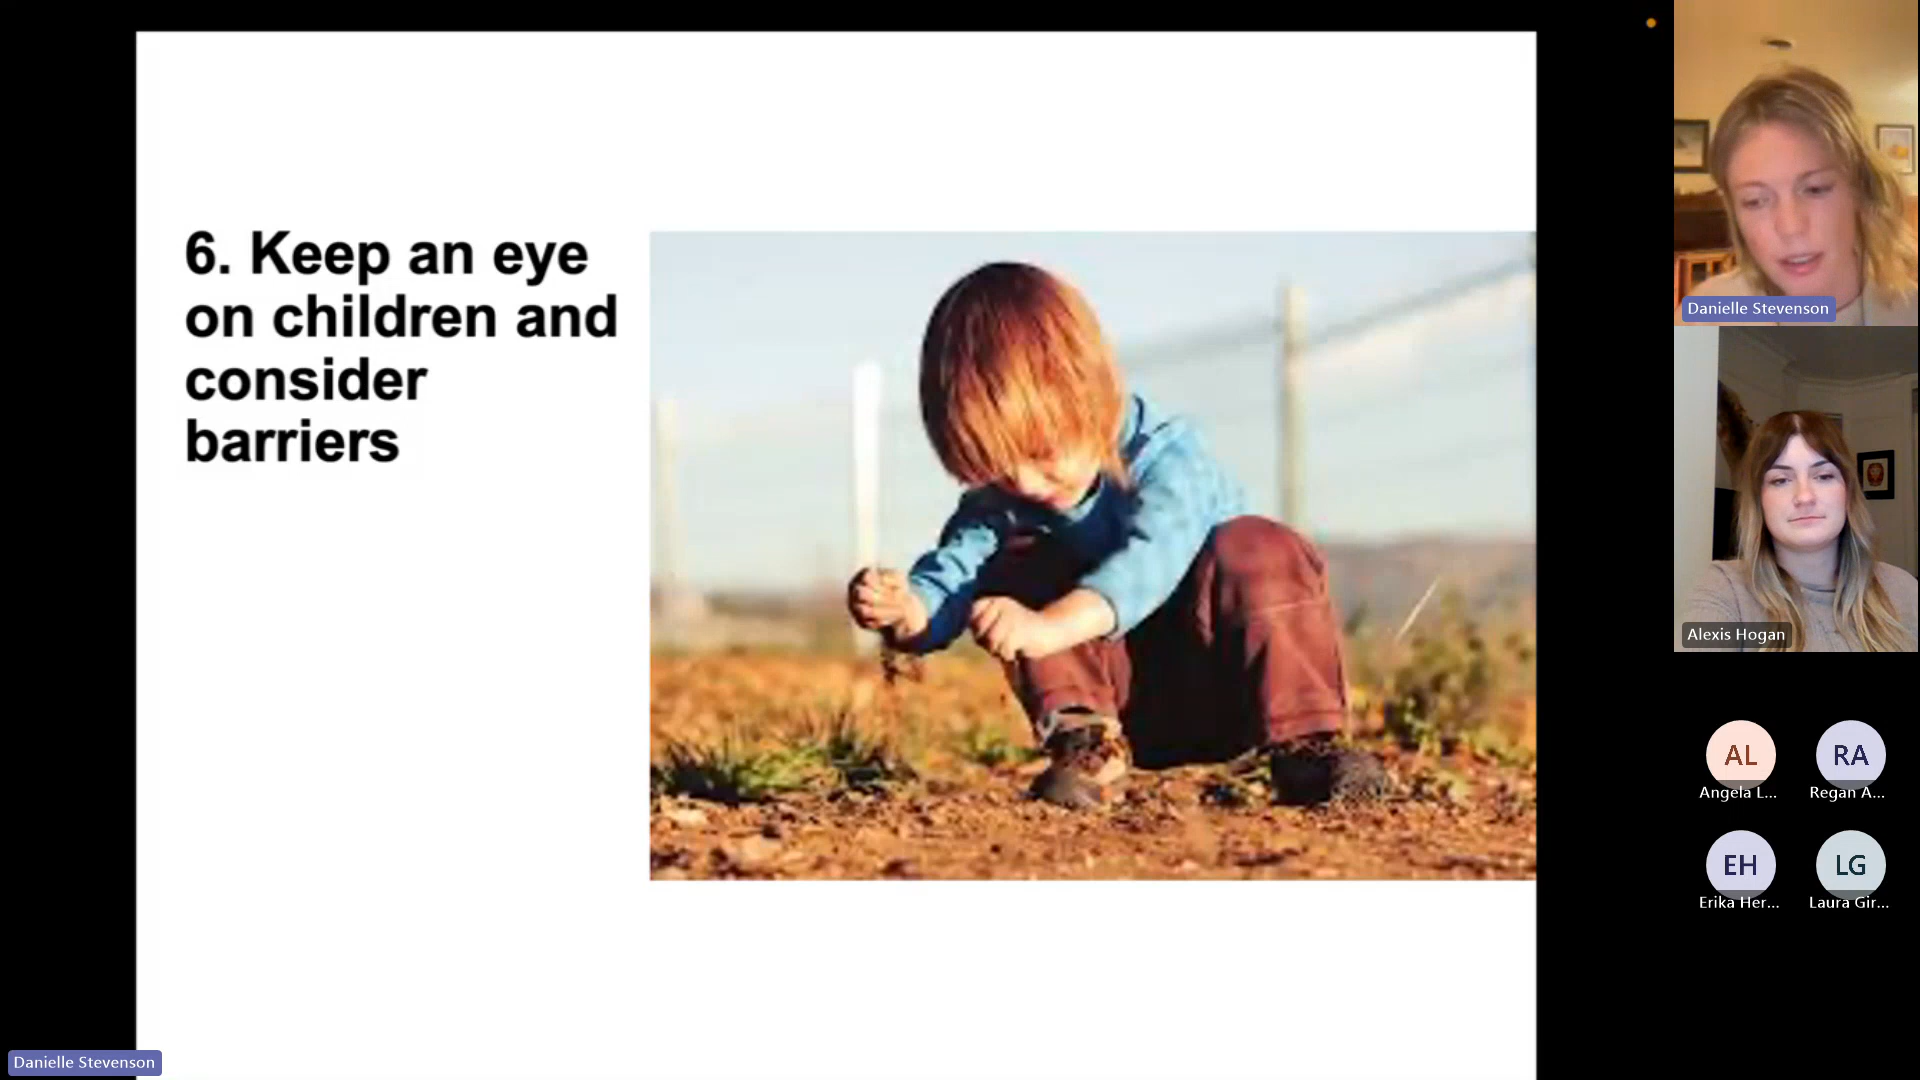 6. Keep an eye
on children and
consider
barriers
Danielle Stevenson
Alexis Hogan
AL
RA
Angela L...
Regan A...
EH
LG
Erika Her...
Laura Gir...
Danielle Stevenson